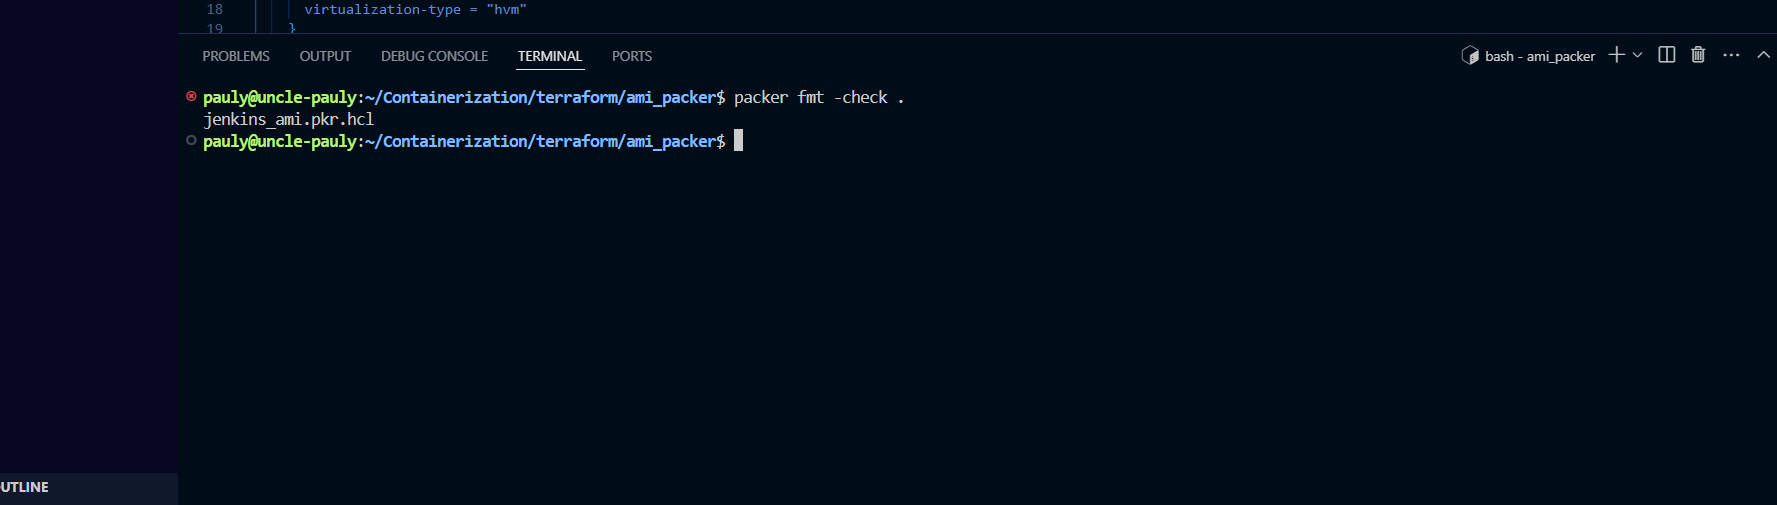 18 virtualization-type = "hvm"
19 }
PROBLEMS OUTPUT DEBUG CONSOLE TERMINAL PORTS bash - ami_packer
pauly@uncle-pauly:~/Containerization/terraform/ami_packer$ packer fmt -check .
jenkins_ami.pkr.hcl
pauly@uncle-pauly:~/Containerization/terraform/ami_packer$
UTLINE